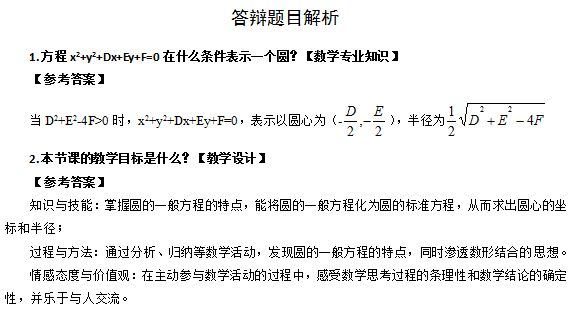 答辩题目解析
1.方程 x²+y²+Dx+Ey+F=0 在什么条件表示一个圆？【数学专业知识】
【参考答案】
当 D²+E²-4F>0 时，x²+y²+Dx+Ey+F=0，表示以圆心为（-D/2,-E/2），半径为 1/2√(D²+E²-4F)
2.本节课的教学目标是什么？【教学设计】
【参考答案】
知识与技能：掌握圆的一般方程的特点，能将圆的一般方程化为圆的标准方程，从而求出圆心的坐
标和半径；
过程与方法：通过分析、归纳等数学活动，发现圆的一般方程的特点，同时渗透数形结合的思想。
情感态度与价值观：在主动参与数学活动的过程中，感受数学思考过程的条理性和数学结论的确定
性，并乐于与人交流。